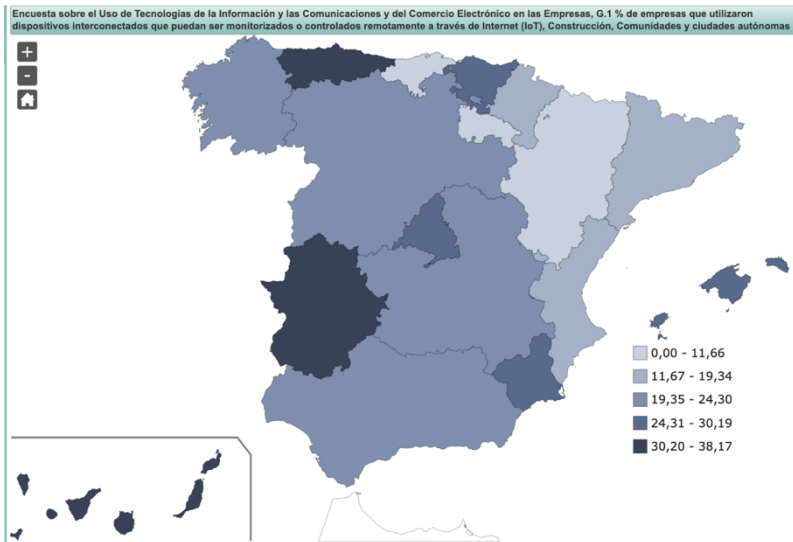 Encuesta sobre el Uso de Tecnologías de la Información y las Comunicaciones y del Comercio Electrónico en las Empresas, G.1 % de empresas que utilizaron
dispositivos interconectados que puedan ser monitorizados o controlados remotamente a través de Internet (IoT), Construcción, Comunidades y ciudades autónomas
+
-
0,00 - 11,66
11,67 - 19,34
19,35 - 24,30
24,31 - 30,19
30,20 - 38,17